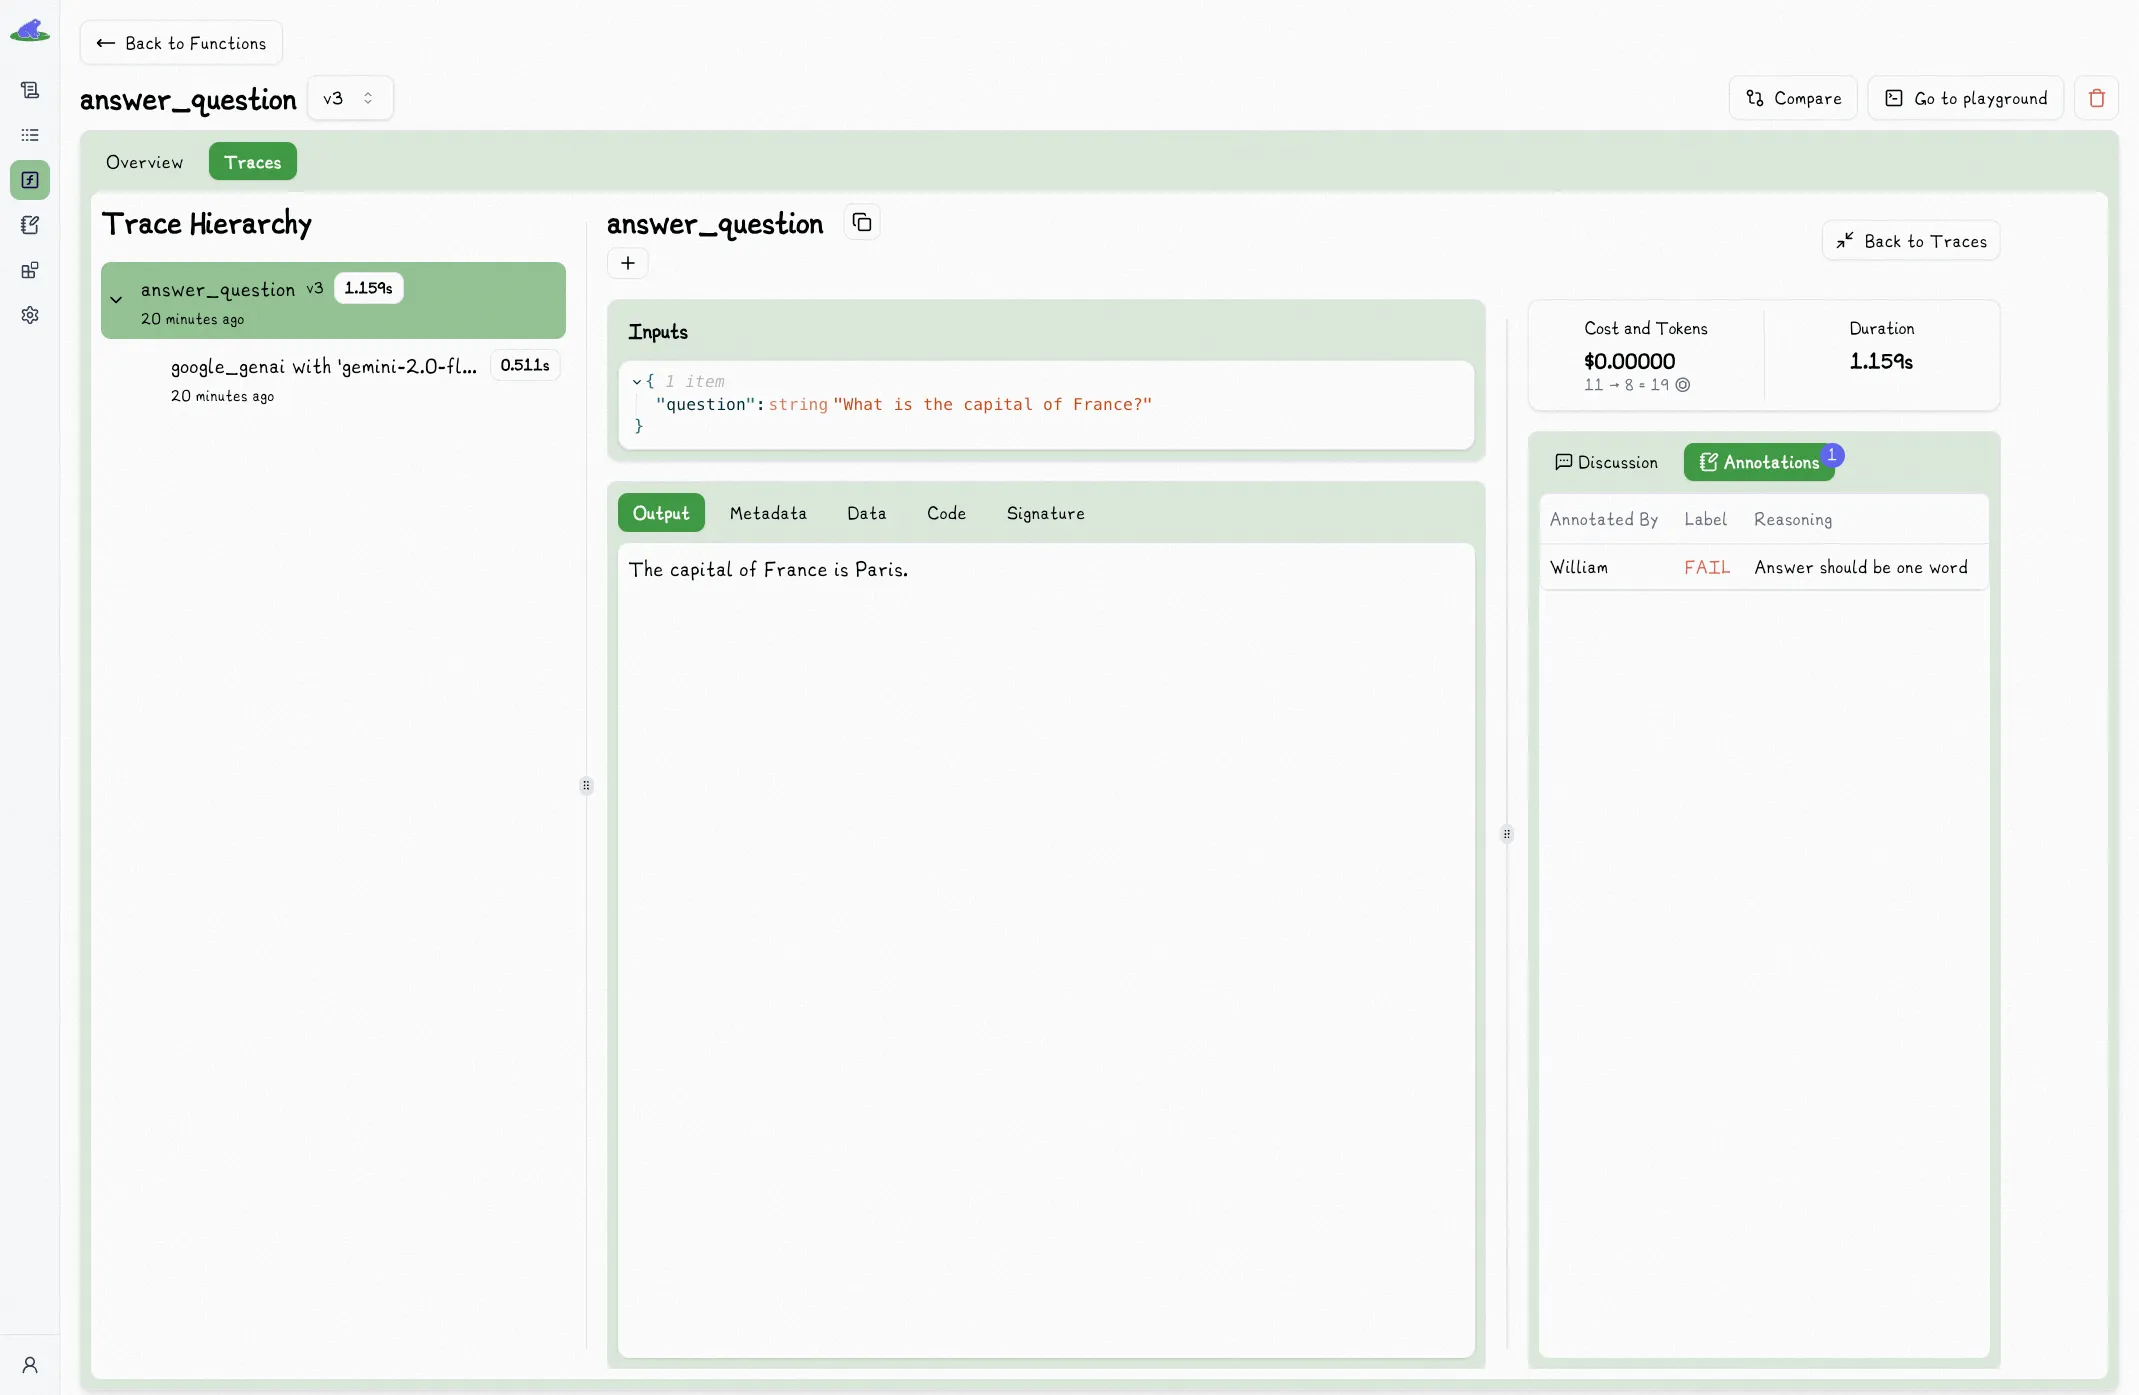 ← Back to Functions
answer_question v3
Compare
Go to playground
Overview
Traces
Trace Hierarchy
answer_question v3 1.159s
20 minutes ago
google_genai with 'gemini-2.0-fl... 0.511s
20 minutes ago
answer_question
+
Back to Traces
Inputs
{ 1 item
"question": string "What is the capital of France?"
}
Output Metadata Data Code Signature
The capital of France is Paris.
Cost and Tokens
$0.00000
11 → 8 = 19
Duration
1.159s
Discussion
Annotations 1
Annotated By Label Reasoning
William FAIL Answer should be one word